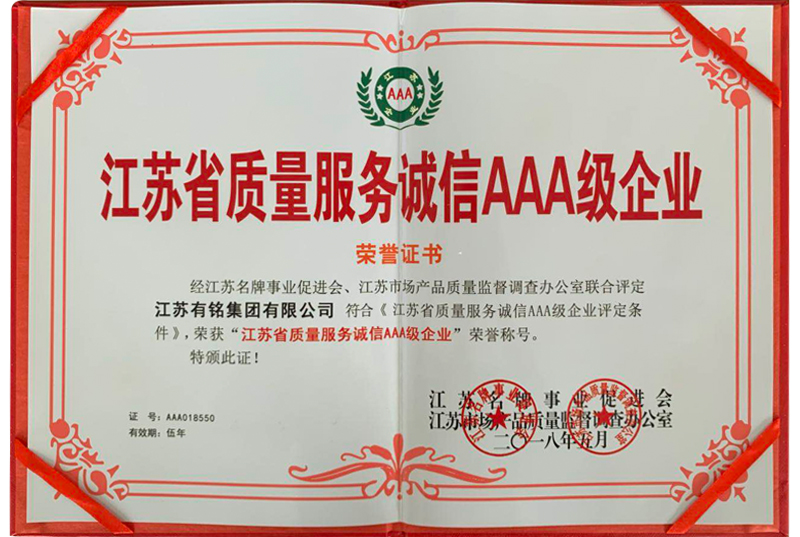 江苏
AAA
企业
江苏省质量服务诚信AAA级企业
荣誉证书
经江苏名牌事业促进会、江苏市场产品质量监督调查办公室联合评定
江苏有铭集团有限公司 符合《江苏省质量服务诚信AAA级企业评定条
件》,荣获“江苏省质量服务诚信AAA级企业”荣誉称号。
特颁此证!
江苏名牌事业促进会
江苏市场产品质量监督调查办公室
二〇一八年五月
证 号: AAA018550
有效期: 伍年